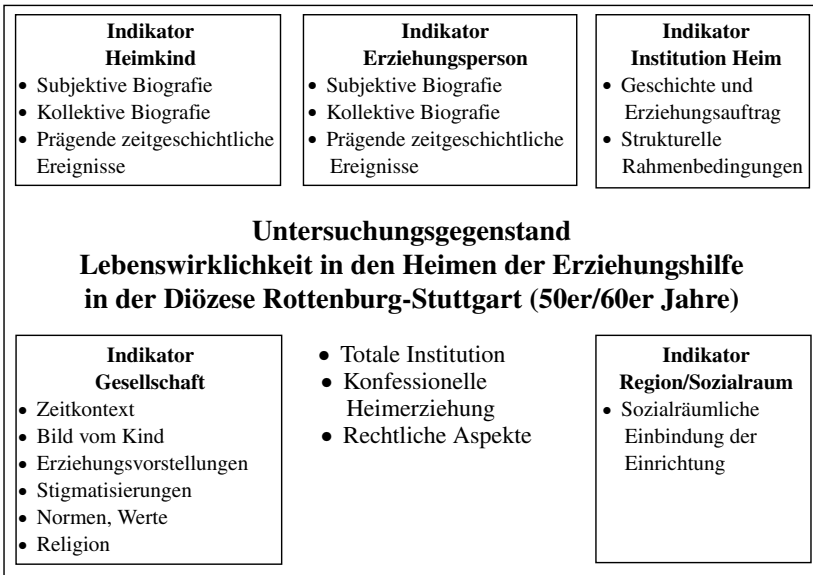 Indikator
Heimkind
• Subjektive Biografie
• Kollektive Biografie
• Prägende zeitgeschichtliche
Ereignisse
Indikator
Erziehungsperson
• Subjektive Biografie
• Kollektive Biografie
• Prägende zeitgeschichtliche
Ereignisse
Indikator
Institution Heim
• Geschichte und
Erziehungsauftrag
• Strukturelle
Rahmenbedingungen
Untersuchungsgegenstand
Lebenswirklichkeit in den Heimen der Erziehungshilfe
in der Diözese Rottenburg-Stuttgart (50er/60er Jahre)
Indikator
Gesellschaft
• Zeitkontext
• Bild vom Kind
• Erziehungsvorstellungen
• Stigmatisierungen
• Normen, Werte
• Religion
• Totale Institution
• Konfessionelle
Heimerziehung
• Rechtliche Aspekte
Indikator
Region/Sozialraum
• Sozialräumliche
Einbindung der
Einrichtung